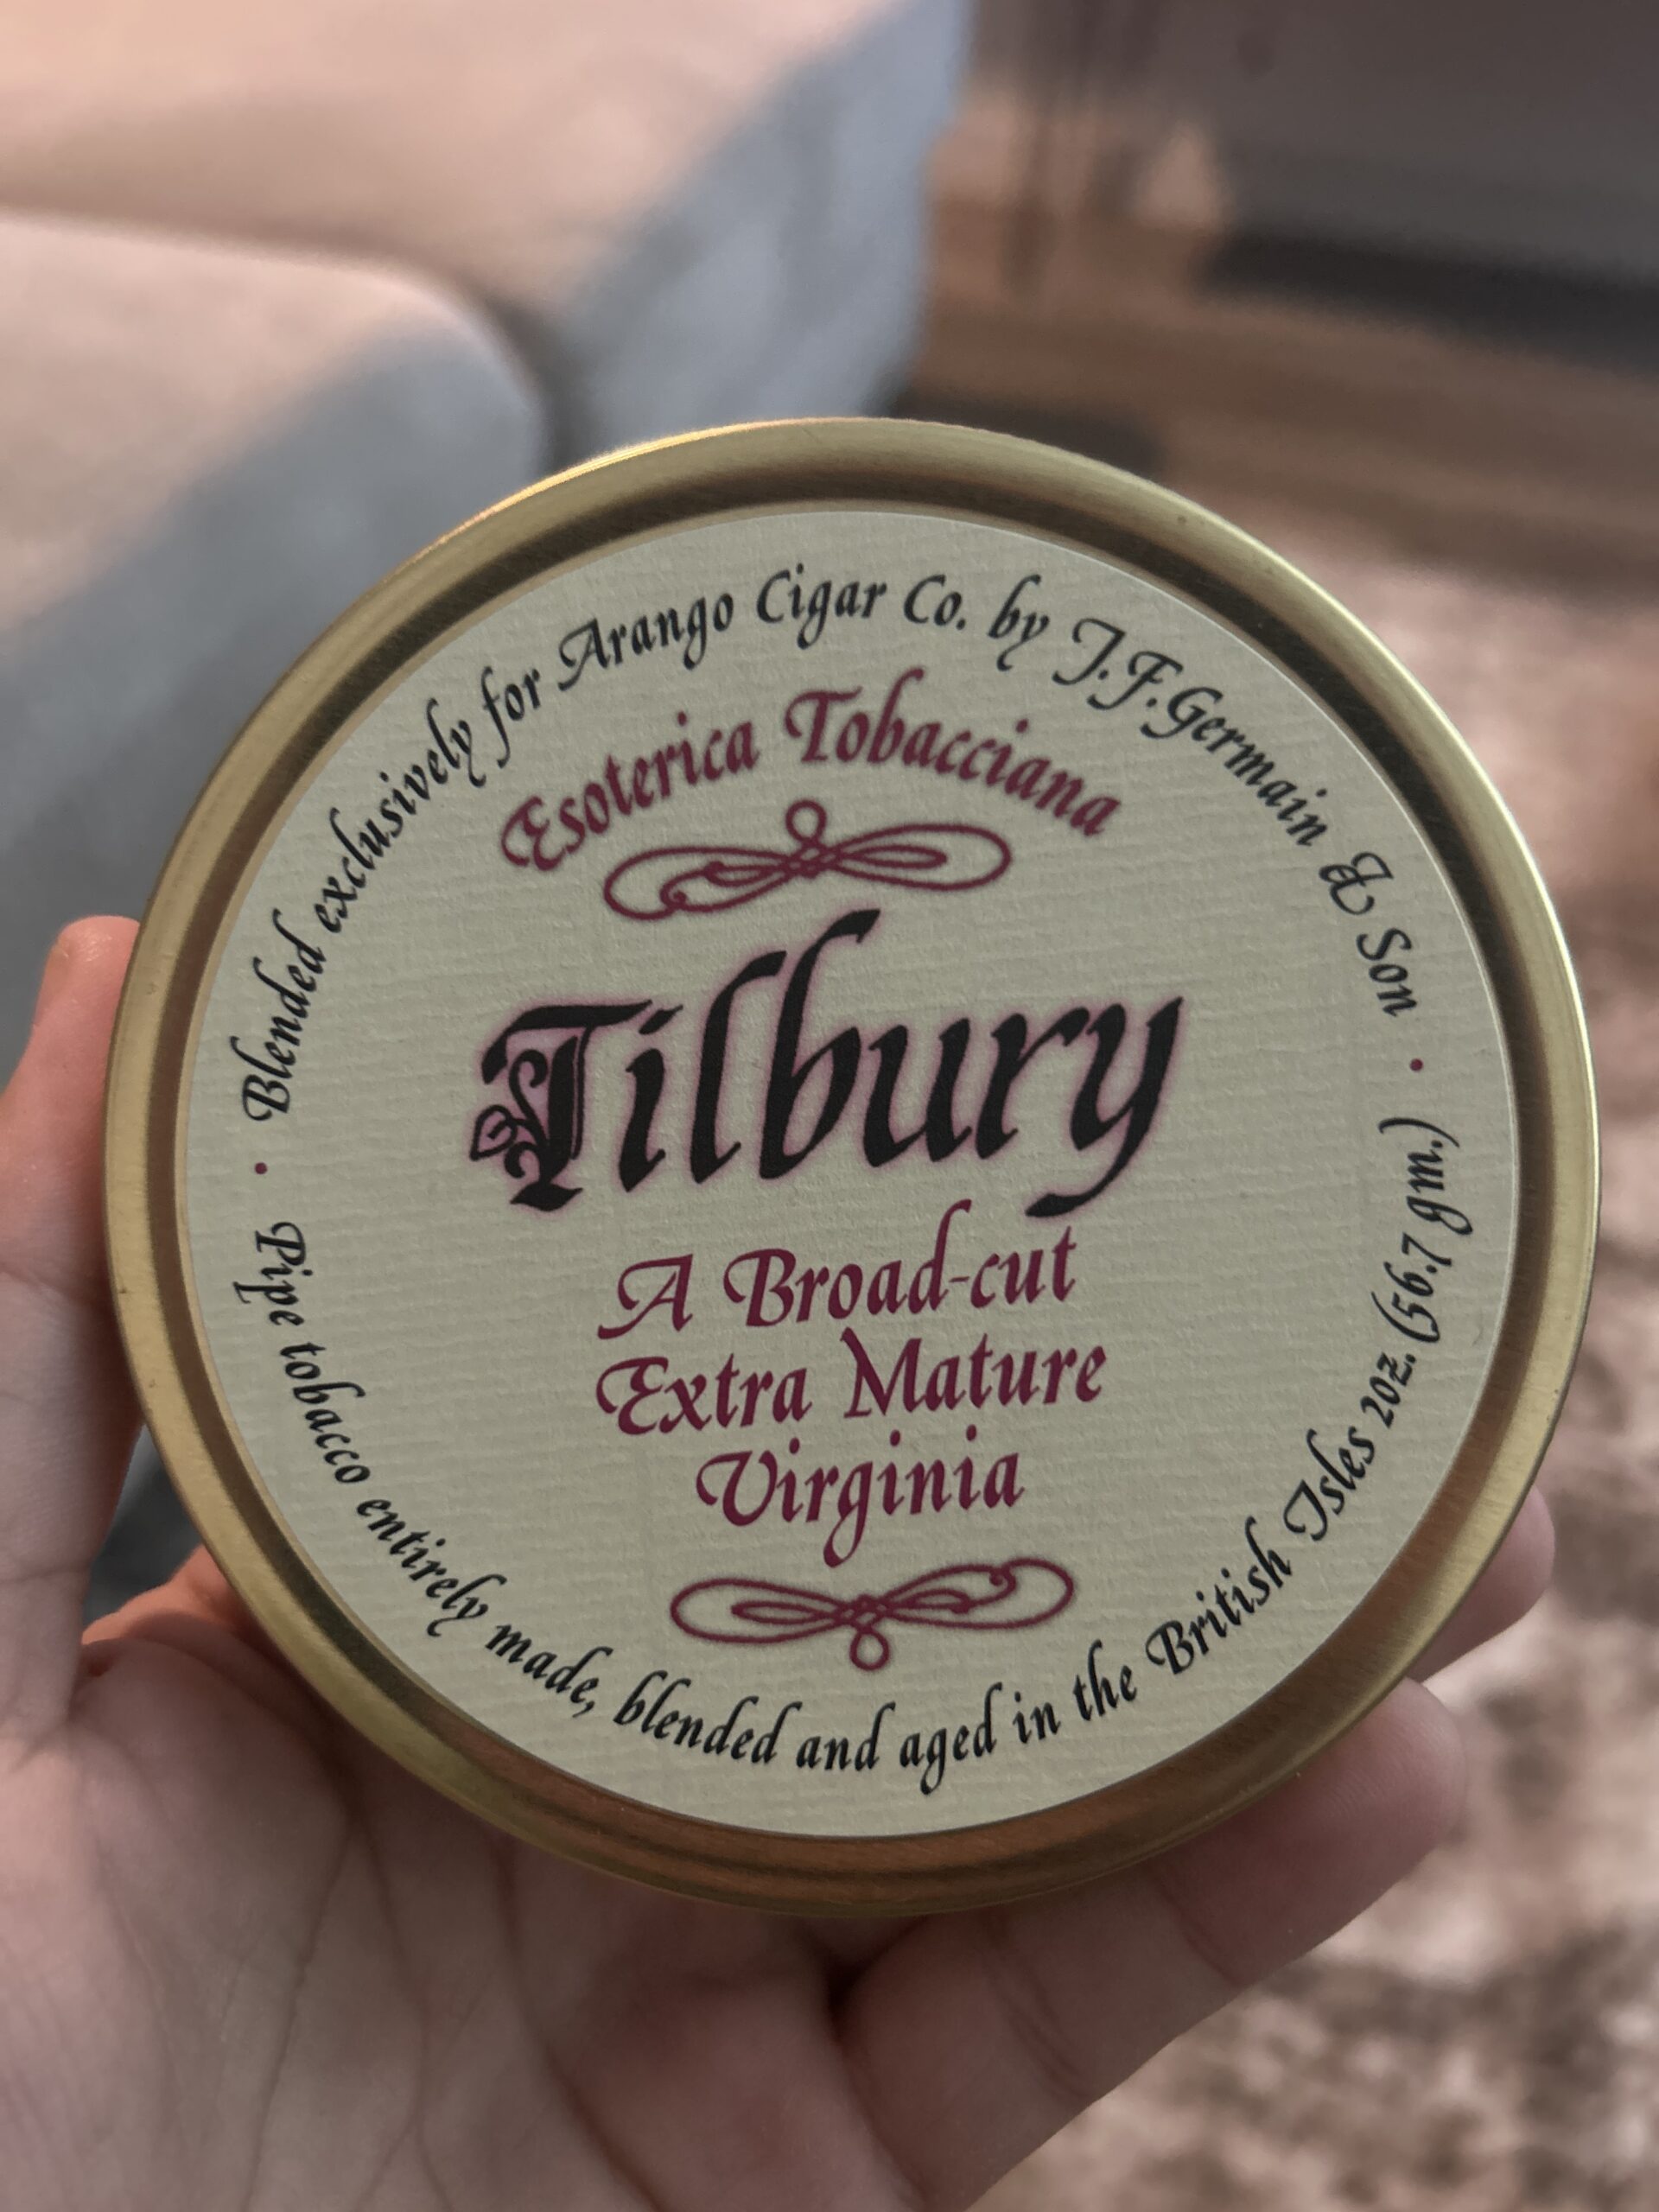 Blended exclusively for Arango Cigar Co. by J.F.Germain & Son
Esoterica Tobacciana
Tilbury
A Broad-cut
Extra Mature
Virginia
Pipe tobacco entirely made, blended and aged in the British Isles 2oz. (56.7 gm.)